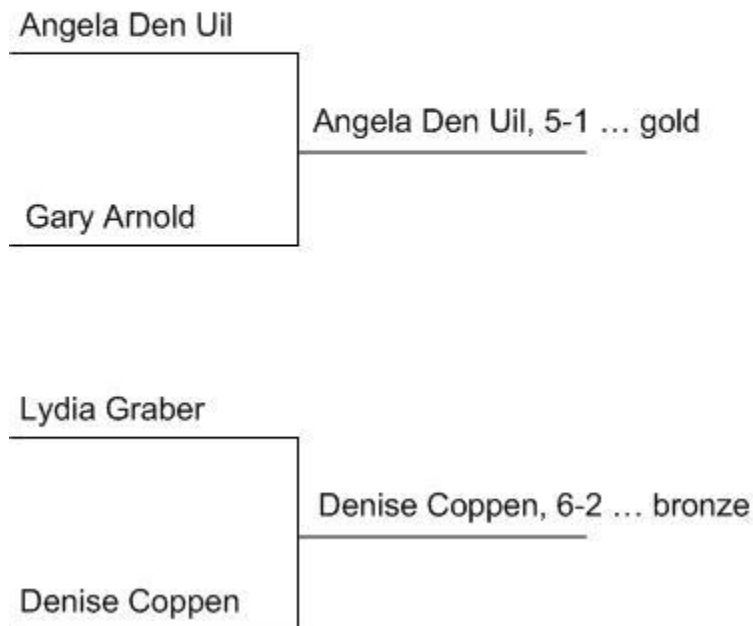 Angela Den Uil
Angela Den Uil, 5-1 ... gold
Gary Arnold
Lydia Graber
Denise Coppen, 6-2 ... bronze
Denise Coppen